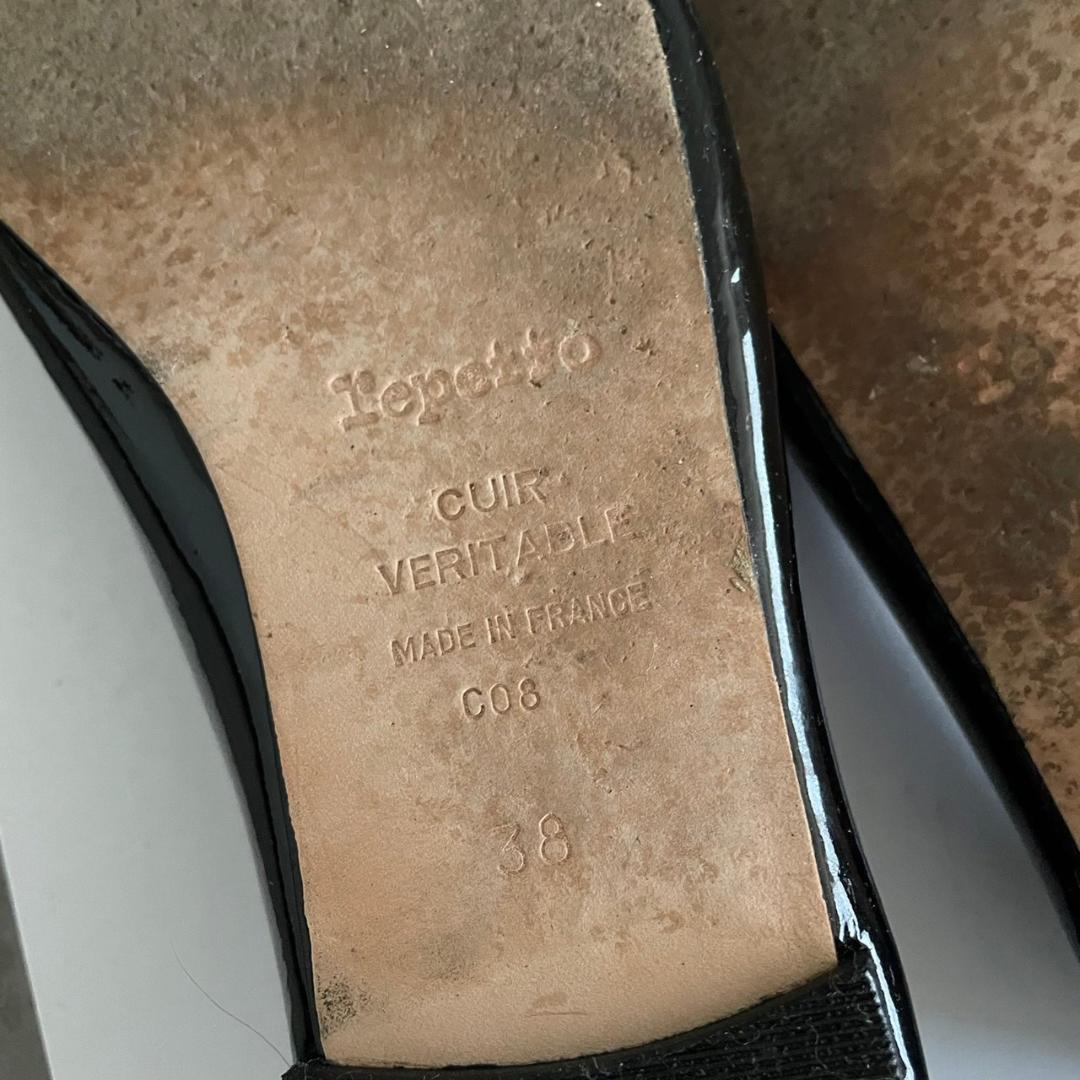 repetto
CUIR
VERITABLE
MADE IN FRANCE
C08
38